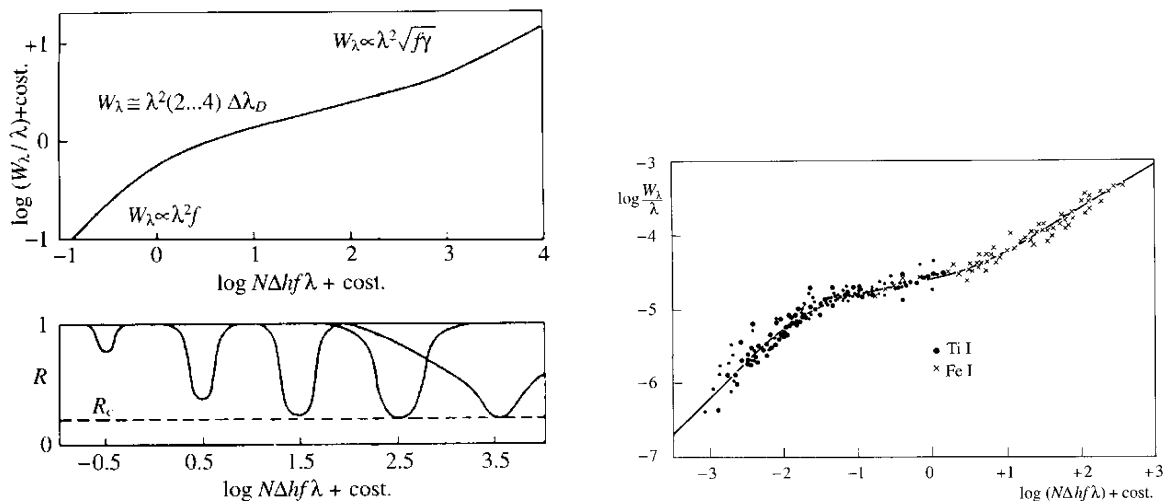 +1
0
−1
log (W_λ / λ)+cost.
W_λ∝λ²√fγ
W_λ≅λ²(2...4) Δλ_D
W_λ∝λ²f
−1 0 1 2 3 4
log NΔhfλ + cost.
1
R
R_c
0
−0.5 0.5 1.5 2.5 3.5
log NΔhfλ + cost.
−3
log W_λ/λ
−4
−5
−6
−7
Ti I
Fe I
−3 −2 −1 0 +1 +2 +3
log (NΔhfλ) + cost.